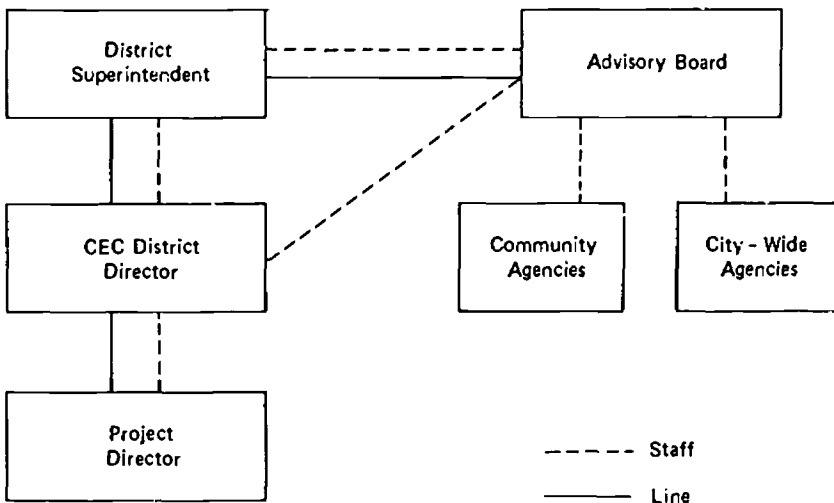 District
Superintendent
Advisory Board
CEC District
Director
Community
Agencies
City - Wide
Agencies
Project
Director
Staff
Line